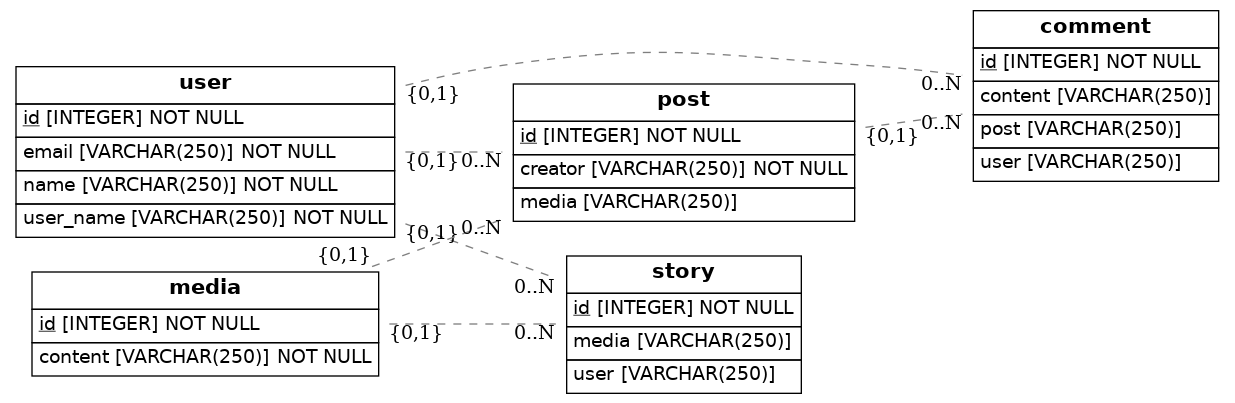 user
id [INTEGER] NOT NULL
email [VARCHAR(250)] NOT NULL
name [VARCHAR(250)] NOT NULL
user_name [VARCHAR(250)] NOT NULL
media
id [INTEGER] NOT NULL
content [VARCHAR(250)] NOT NULL
post
id [INTEGER] NOT NULL
creator [VARCHAR(250)] NOT NULL
media [VARCHAR(250)]
story
id [INTEGER] NOT NULL
media [VARCHAR(250)]
user [VARCHAR(250)]
comment
id [INTEGER] NOT NULL
content [VARCHAR(250)]
post [VARCHAR(250)]
user [VARCHAR(250)]
{0,1}
0..N
{0,1}
0..N
{0,1}
0..N
{0,1}
0..N
{0,1}
0..N
{0,1}
0..N